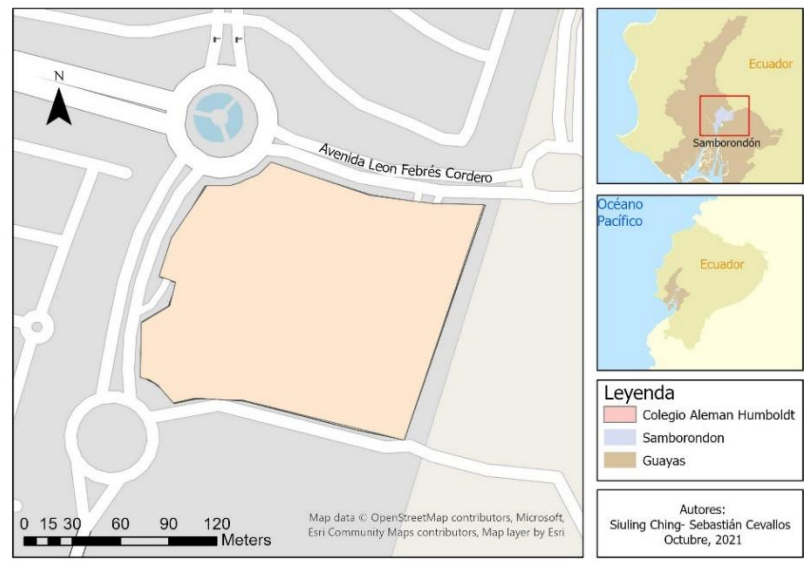 N
Avenida Leon Febrés Cordero
0 15 30 60 90 120
Meters
Map data © OpenStreetMap contributors, Microsoft,
Esri Community Maps contributors, Map layer by Esri
Ecuador
Samborondón
Océano
Pacífico
Ecuador
Leyenda
Colegio Aleman Humboldt
Samborondon
Guayas
Autores:
Siuling Ching- Sebastián Cevallos
Octubre, 2021